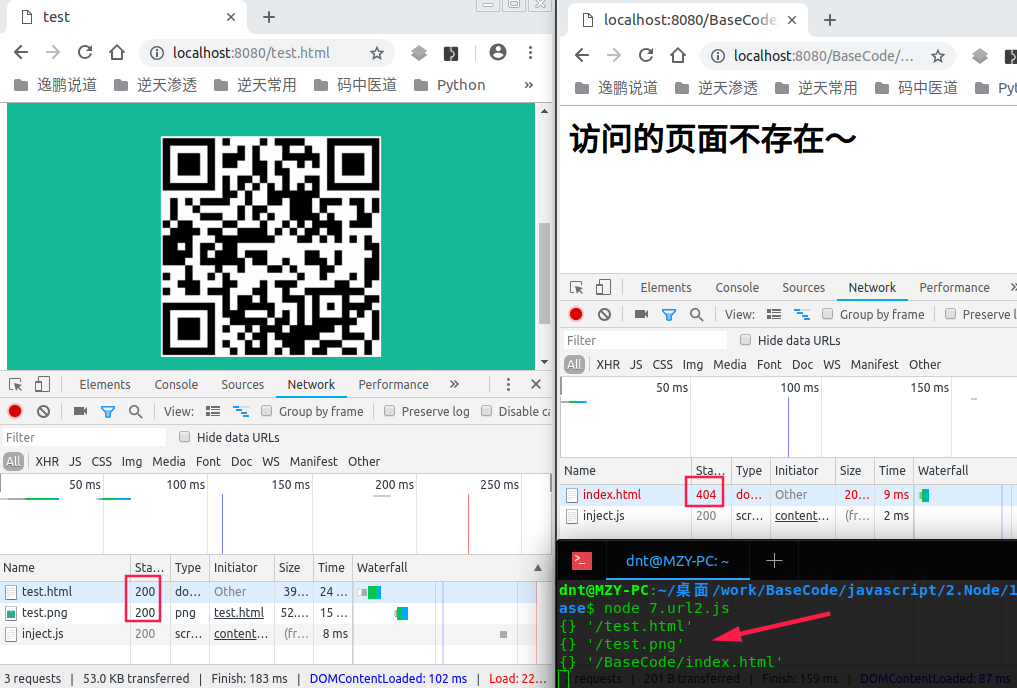 test
localhost:8080/test.html
逸鹏说道 逆天渗透 逆天常用 码中医道 Python »
Elements Console Sources Network Performance »
View: Group by frame Preserve log Disable ca
Filter Hide data URLs
All XHR JS CSS Img Media Font Doc WS Manifest Other
50 ms 100 ms 150 ms 200 ms 250 ms
Name Sta... Type Initiator Size Time Waterfall
test.html 200 do... Other 39... 24 ...
test.png 200 png test.html 52.... 15 ...
inject.js 200 scr... content... (fr... 8 ms
3 requests | 53.0 KB transferred | Finish: 183 ms | DOMContentLoaded: 102 ms | Load: 22...
localhost:8080/BaseCode
localhost:8080/BaseCode/...
逸鹏说道 逆天渗透 逆天常用 码中医道 Pyt
访问的页面不存在~
Elements Console Sources Network Performance »
View: Group by frame Preserve l
Filter Hide data URLs
All XHR JS CSS Img Media Font Doc WS Manifest Other
50 ms 100 ms 150 ms
Name Sta... Type Initiator Size Time Waterfall
index.html 404 do... Other 20... 9 ms
inject.js 200 scr... content... (fr... 2 ms
dnt@MZY-PC: ~
dnt@MZY-PC:~/桌面/work/BaseCode/javascript/2.Node/1
ase$ node 7.url2.js
{} '/test.html'
{} '/test.png'
{} '/BaseCode/index.html'
requests | 201 B transferred | Finish: 159 ms | DOMContentLoaded: 87 ms